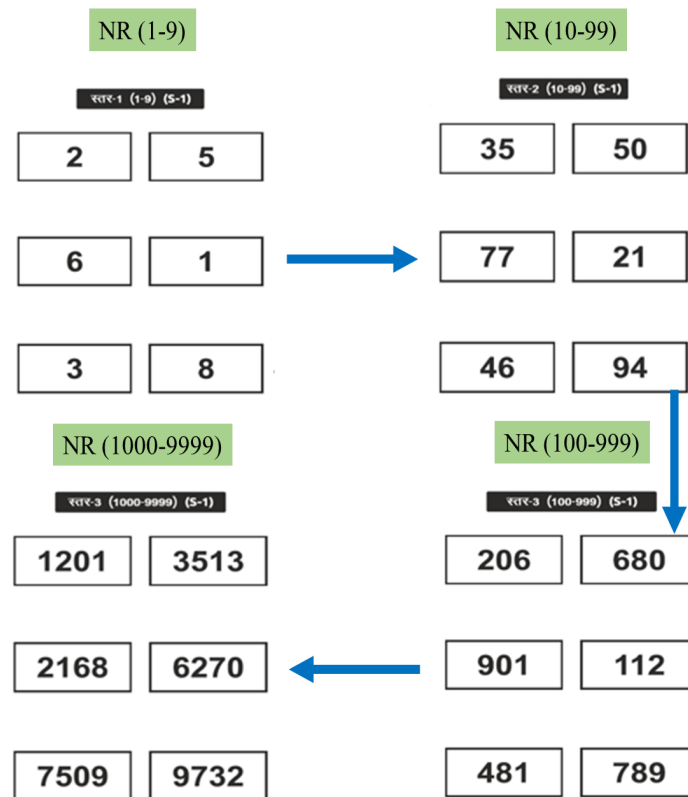 NR (1-9)
स्तर-1 (1-9) (S-1)
2 5
6 1
3 8
NR (10-99)
स्तर-2 (10-99) (S-1)
35 50
77 21
46 94
NR (100-999)
स्तर-3 (100-999) (S-1)
206 680
901 112
481 789
NR (1000-9999)
स्तर-3 (1000-9999) (S-1)
1201 3513
2168 6270
7509 9732